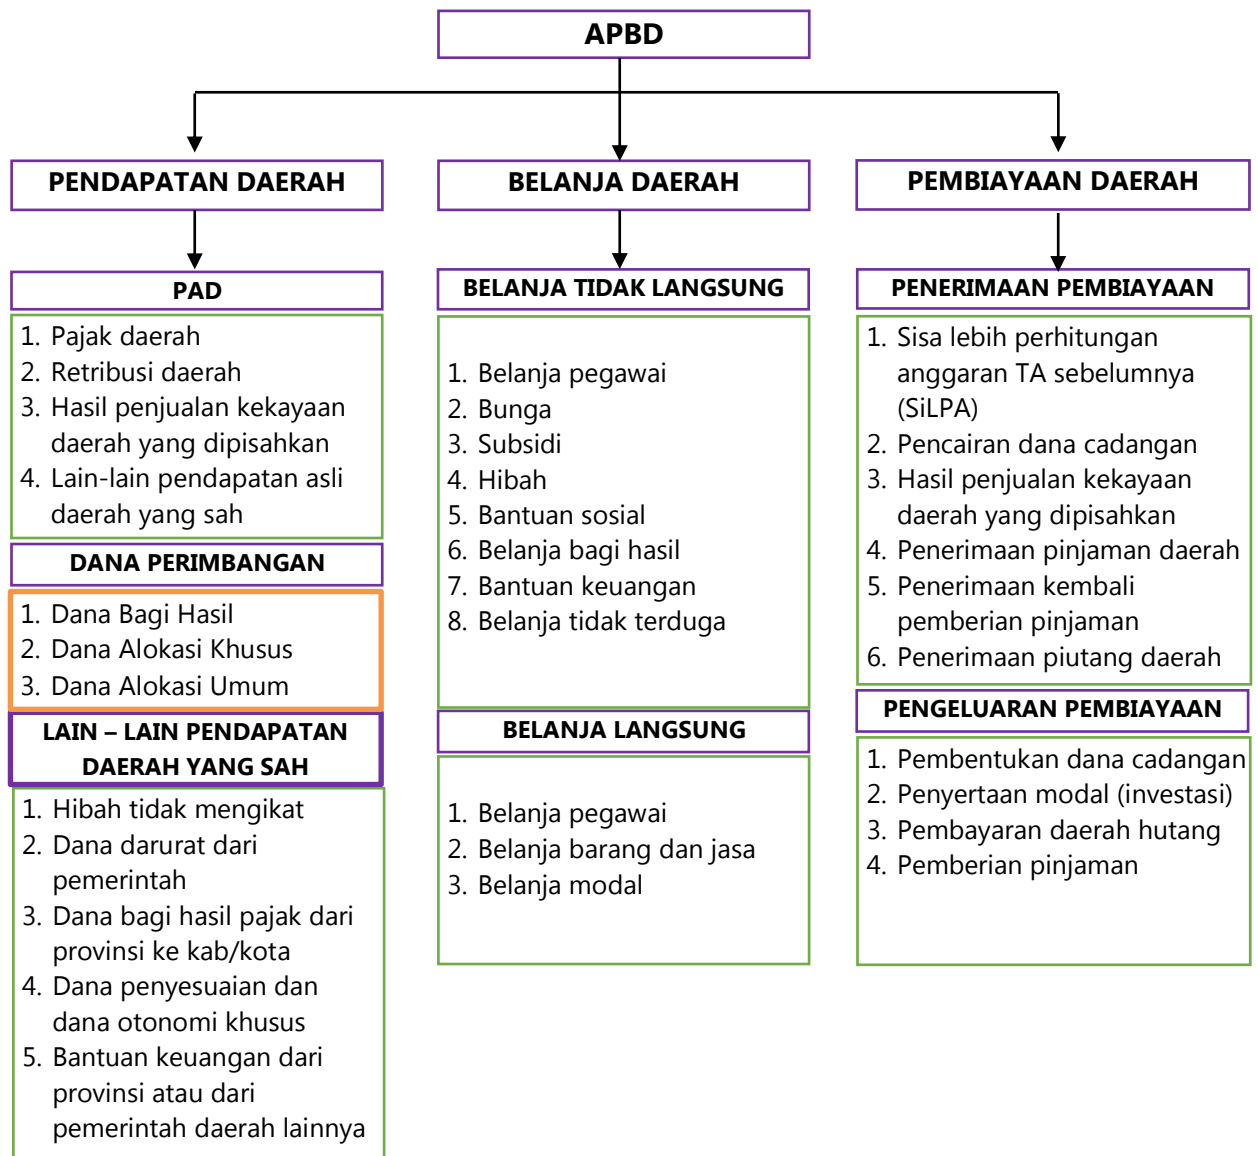 APBD
PENDAPATAN DAERAH
PAD
1. Pajak daerah
2. Retribusi daerah
3. Hasil penjualan kekayaan
daerah yang dipisahkan
4. Lain-lain pendapatan asli
daerah yang sah
DANA PERIMBANGAN
1. Dana Bagi Hasil
2. Dana Alokasi Khusus
3. Dana Alokasi Umum
LAIN – LAIN PENDAPATAN
DAERAH YANG SAH
1. Hibah tidak mengikat
2. Dana darurat dari
pemerintah
3. Dana bagi hasil pajak dari
provinsi ke kab/kota
4. Dana penyesuaian dan
dana otonomi khusus
5. Bantuan keuangan dari
provinsi atau dari
pemerintah daerah lainnya
BELANJA DAERAH
BELANJA TIDAK LANGSUNG
1. Belanja pegawai
2. Bunga
3. Subsidi
4. Hibah
5. Bantuan sosial
6. Belanja bagi hasil
7. Bantuan keuangan
8. Belanja tidak terduga
BELANJA LANGSUNG
1. Belanja pegawai
2. Belanja barang dan jasa
3. Belanja modal
PEMBIAYAAN DAERAH
PENERIMAAN PEMBIAYAAN
1. Sisa lebih perhitungan
anggaran TA sebelumnya
(SiLPA)
2. Pencairan dana cadangan
3. Hasil penjualan kekayaan
daerah yang dipisahkan
4. Penerimaan pinjaman daerah
5. Penerimaan kembali
pemberian pinjaman
6. Penerimaan piutang daerah
PENGELUARAN PEMBIAYAAN
1. Pembentukan dana cadangan
2. Penyertaan modal (investasi)
3. Pembayaran daerah hutang
4. Pemberian pinjaman